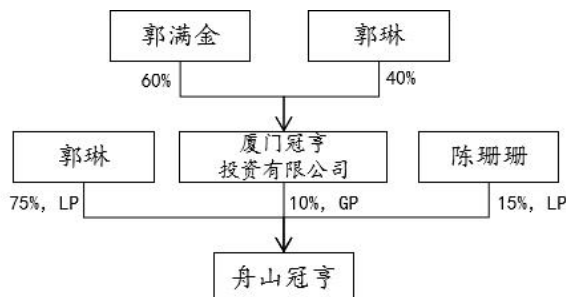 郭满金
郭琳
60%
40%
郭琳
厦门冠亨
投资有限公司
陈珊珊
75%, LP
10%, GP
15%, LP
舟山冠亨